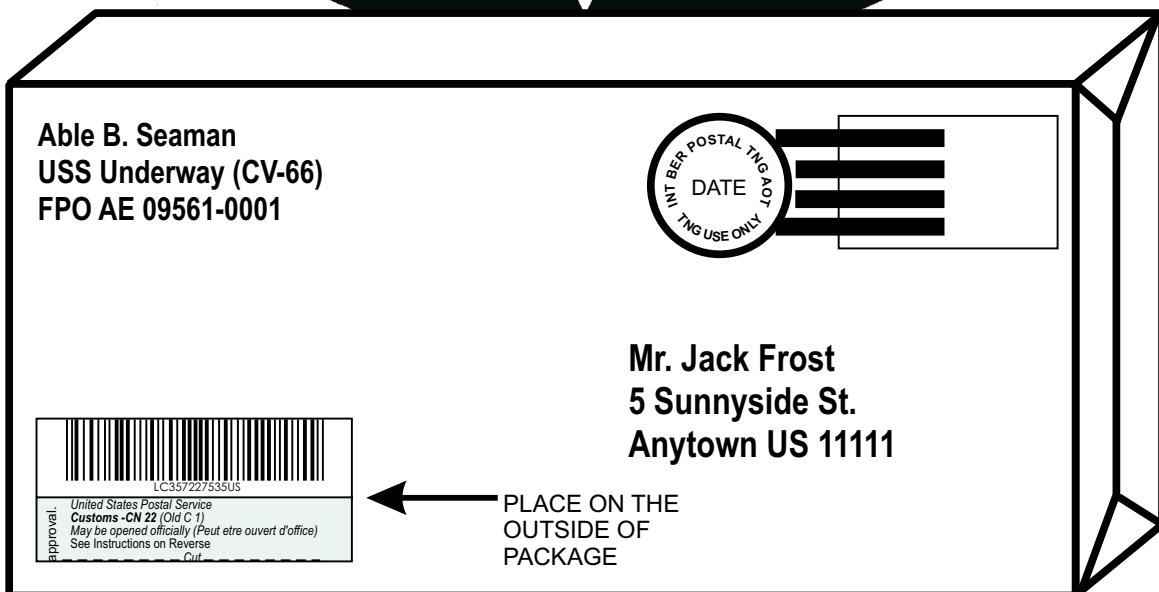 Able B. Seaman
USS Underway (CV-66)
FPO AE 09561-0001
INT BER POSTAL TNG AOT
DATE
TNG USE ONLY
Mr. Jack Frost
5 Sunnyside St.
Anytown US 11111
LC357227535US
approval.
United States Postal Service
Customs -CN 22 (Old C 1)
May be opened officially (Peut etre ouvert d'office)
See Instructions on Reverse
Cut
PLACE ON THE
OUTSIDE OF
PACKAGE